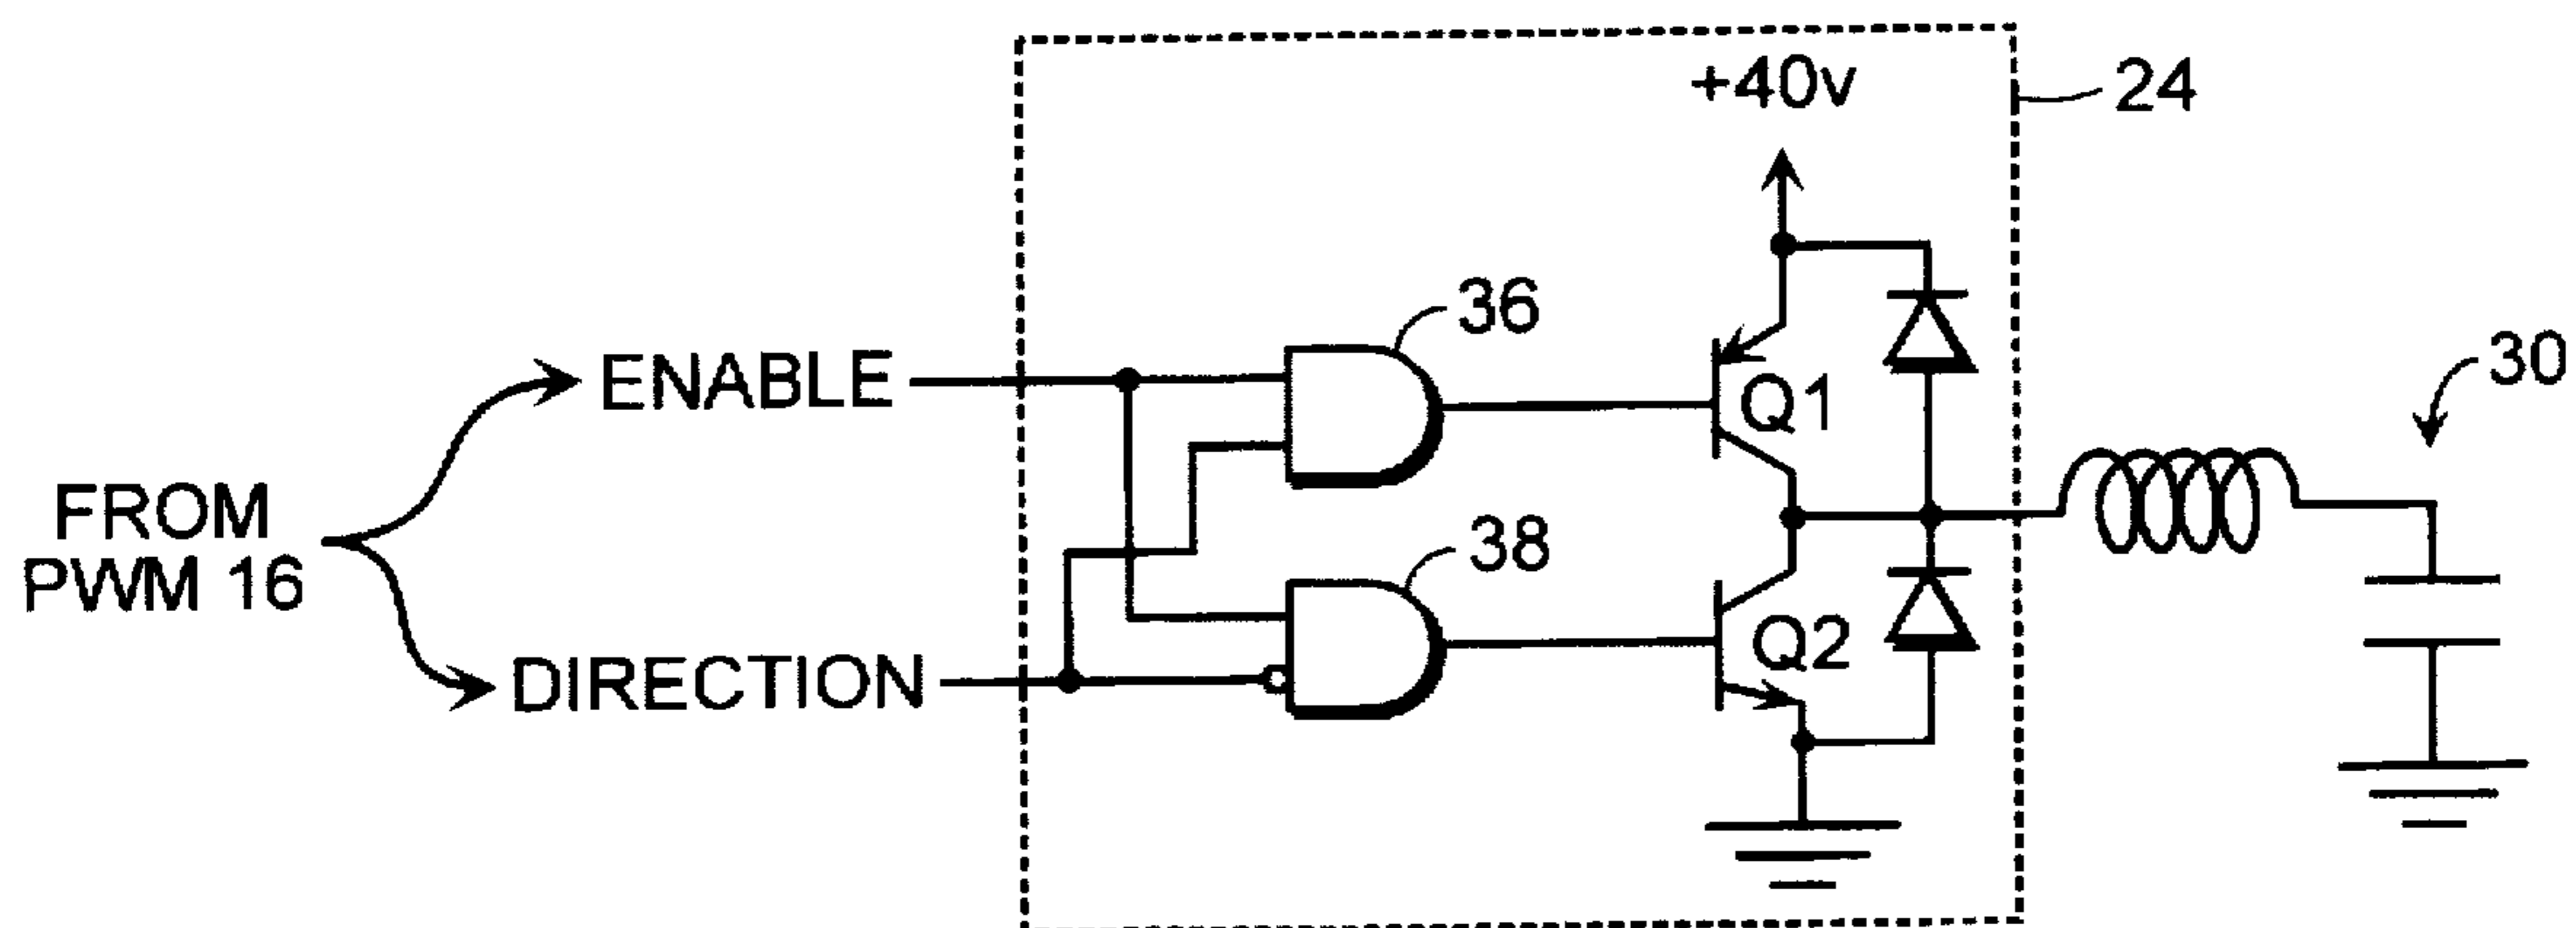 +40v
24
36
30
ENABLE
Q1
FROM
PWM 16
38
Q2
DIRECTION